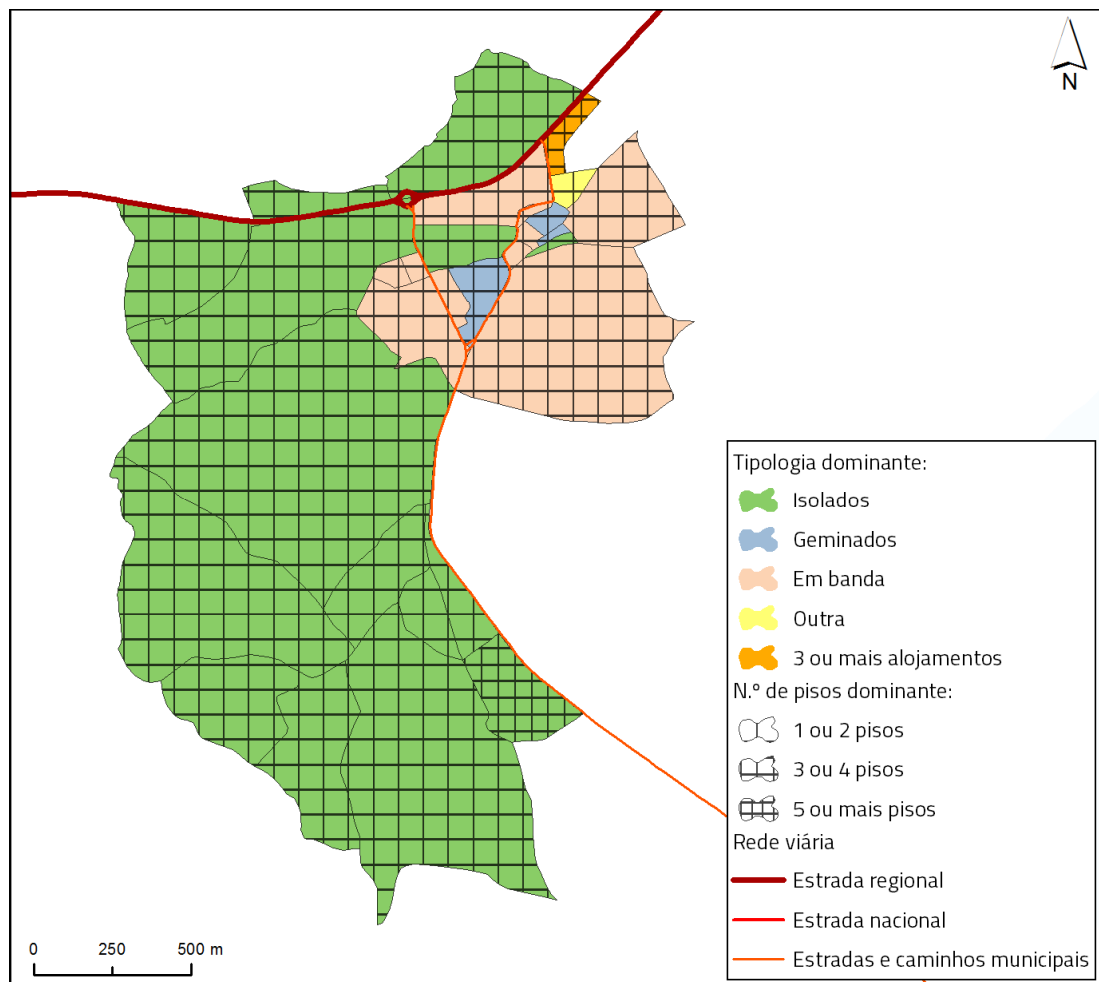 N
Tipologia dominante:
Isolados
Geminados
Em banda
Outra
3 ou mais alojamentos
N.º de pisos dominante:
1 ou 2 pisos
3 ou 4 pisos
5 ou mais pisos
Rede viária
Estrada regional
Estrada nacional
Estradas e caminhos municipais
0 250 500 m